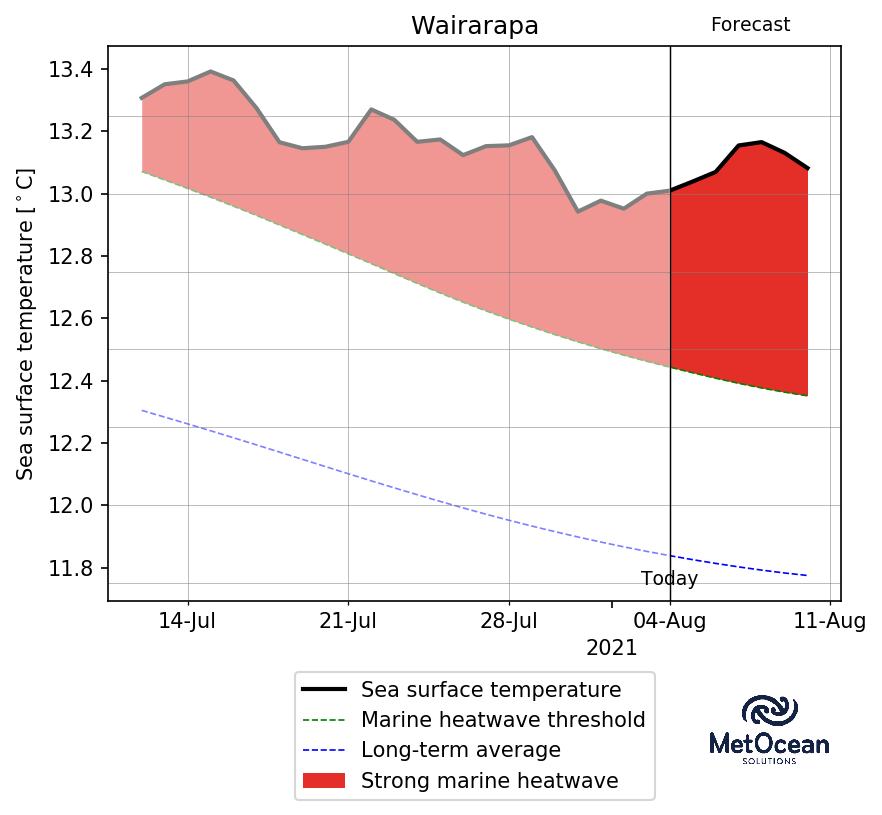 Wairarapa
Forecast
Sea surface temperature [°C]
13.4
13.2
13.0
12.8
12.6
12.4
12.2
12.0
11.8
Today
14-Jul 21-Jul 28-Jul 04-Aug 11-Aug
2021
Sea surface temperature
Marine heatwave threshold
Long-term average
Strong marine heatwave
MetOcean
SOLUTIONS